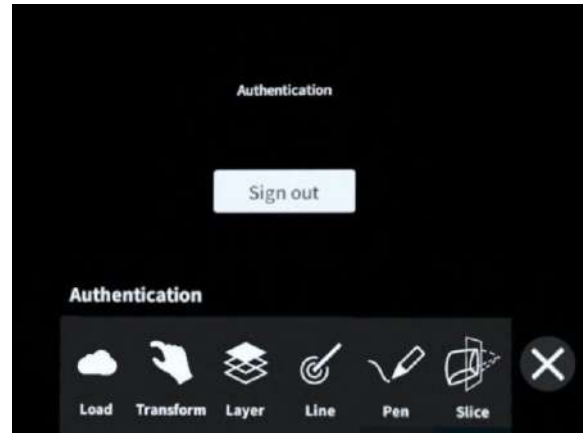 Authentication
Sign out
Authentication
Load Transform Layer Line Pen Slice